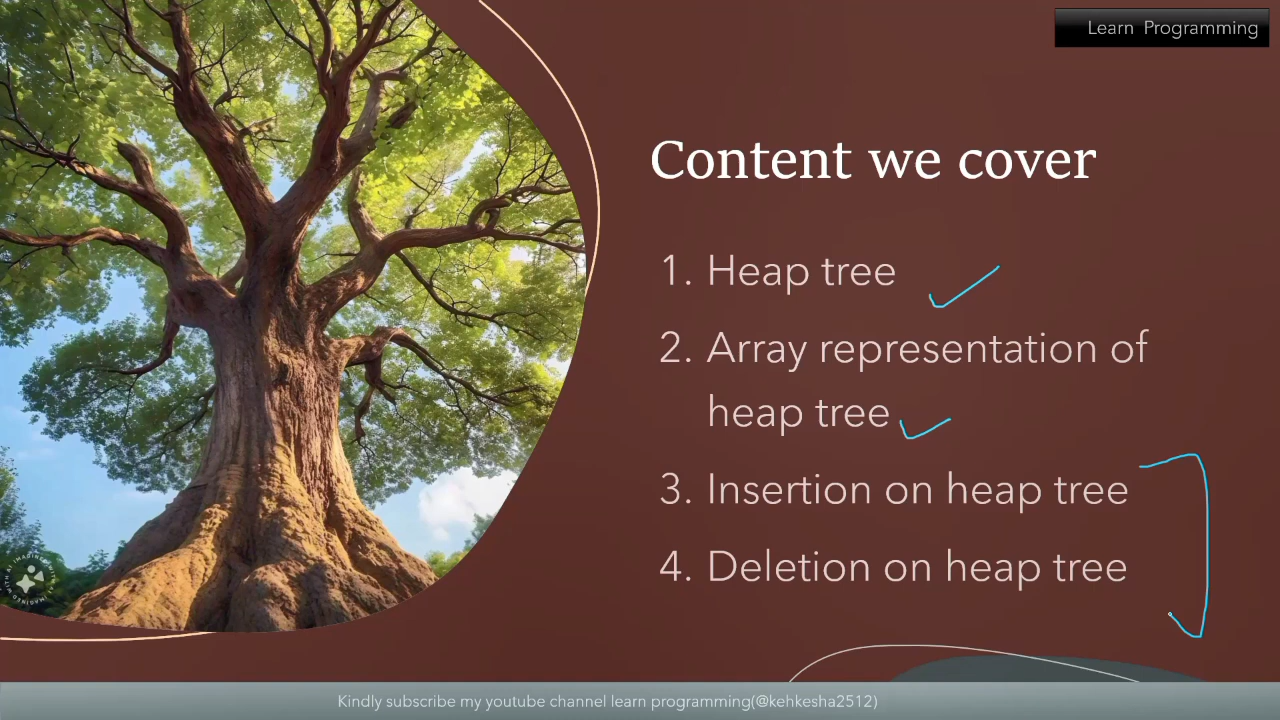 Learn Programming
Content we cover
1. Heap tree
2. Array representation of
heap tree
3. Insertion on heap tree
4. Deletion on heap tree
Kindly subscribe my youtube channel learn programming(@kehkesha2512)